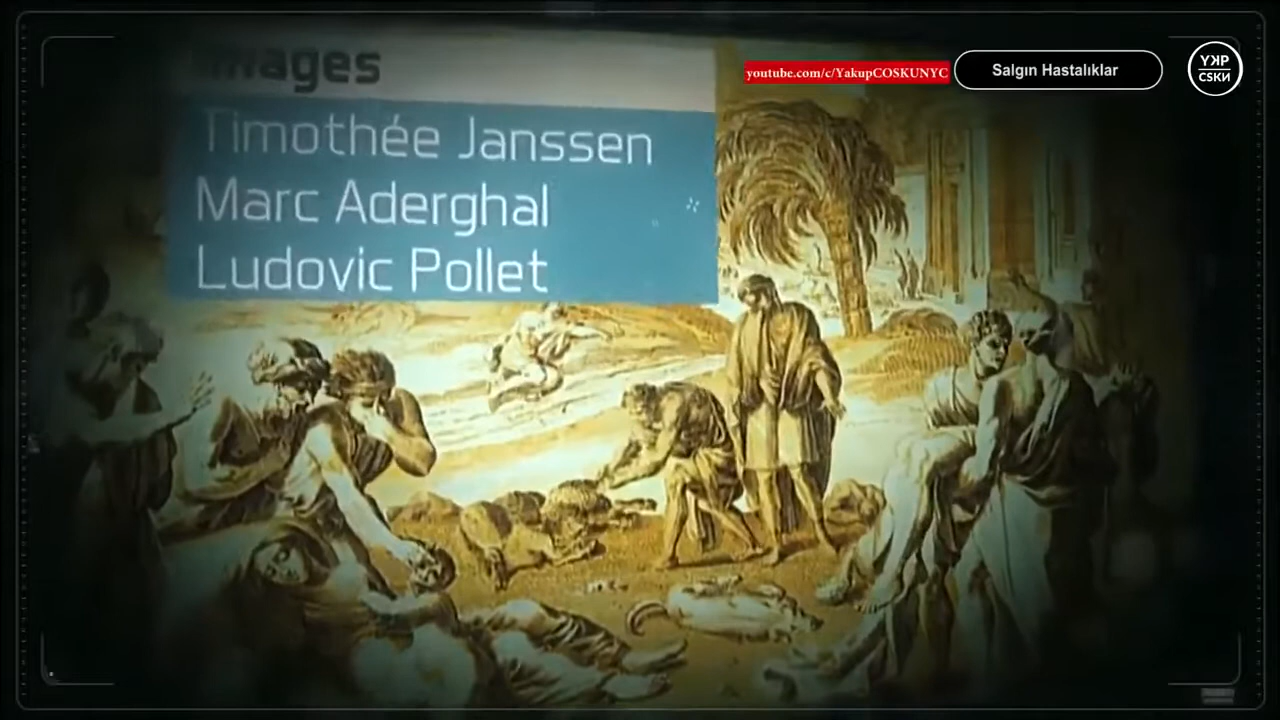 images
Timothée Janssen
Marc Aderghal
Ludovic Pollet
youtube.com/c/YakupCOSKUNYC
Salgın Hastalıklar
YKP
CSKN